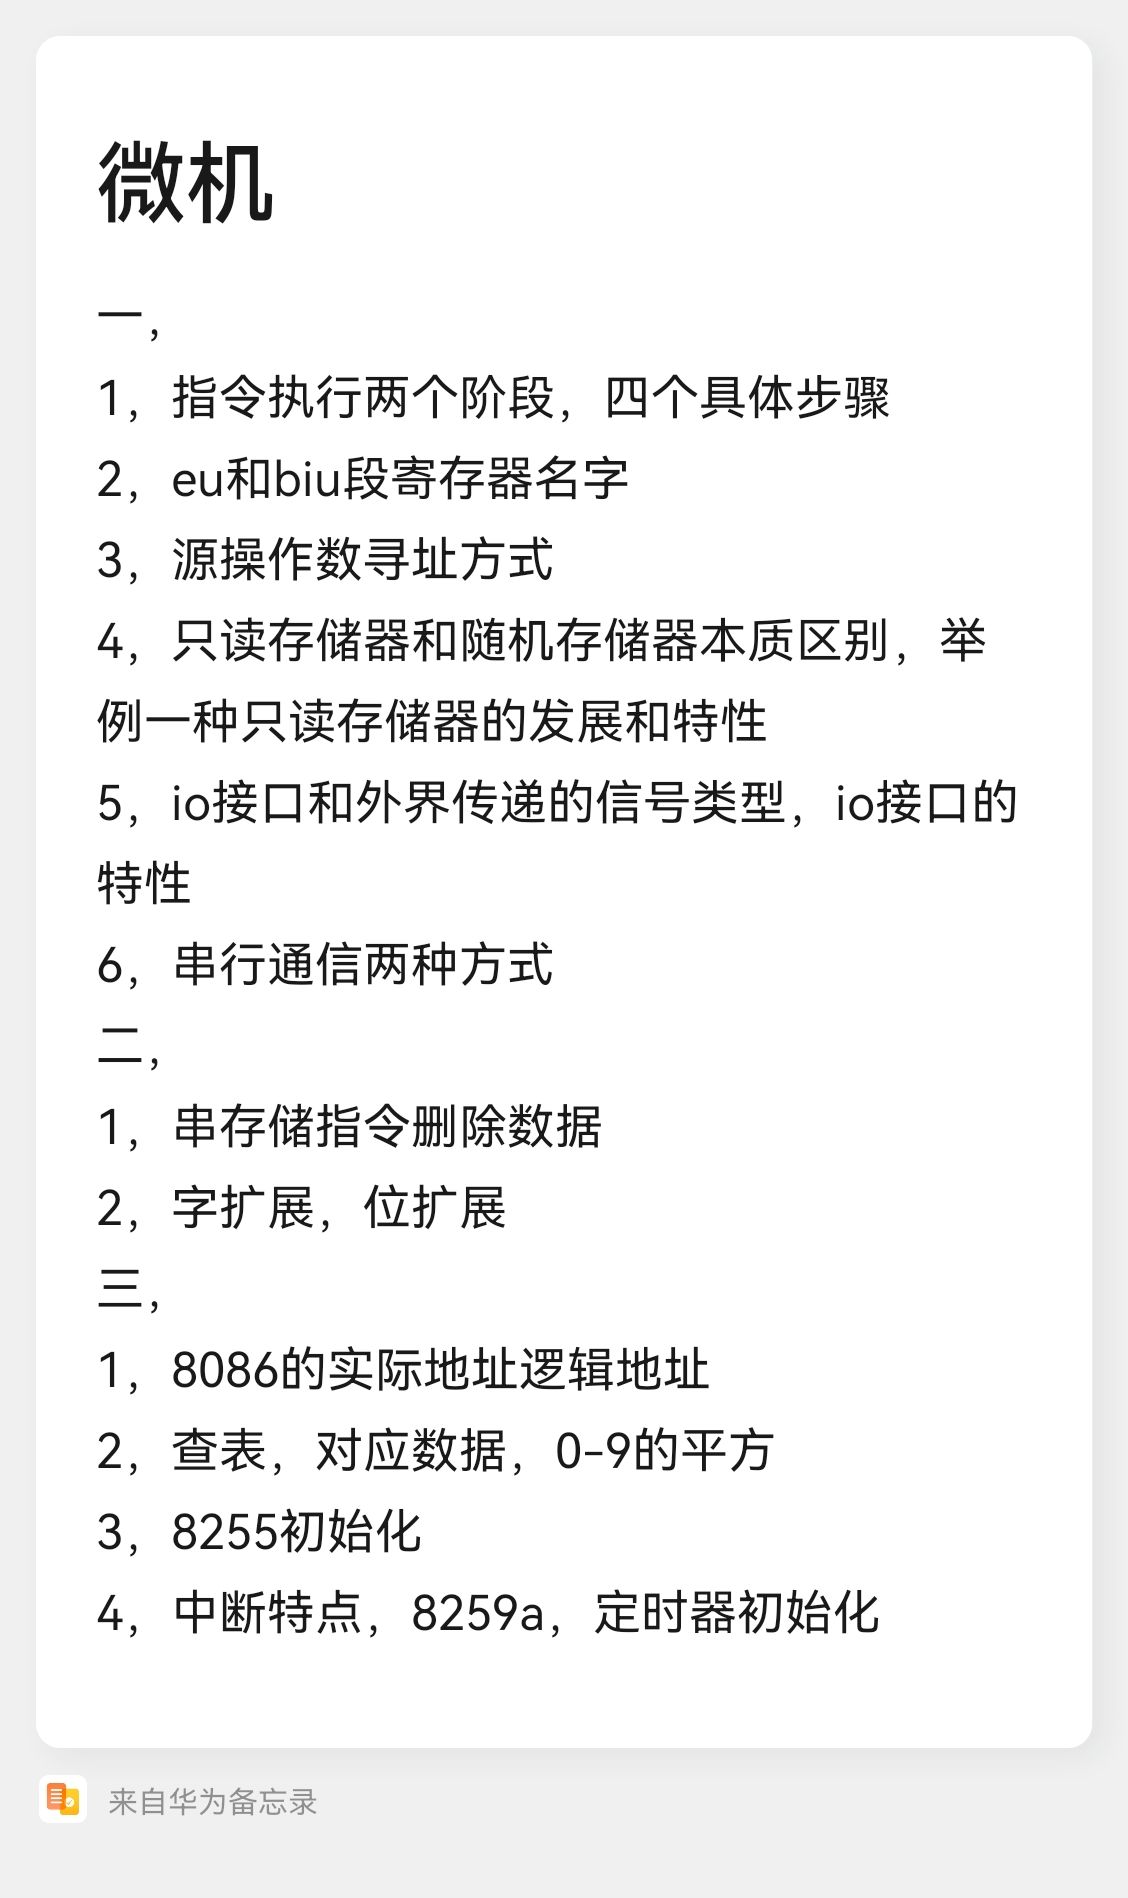 微机
一，
1，指令执行两个阶段，四个具体步骤
2，eu和biu段寄存器名字
3，源操作数寻址方式
4，只读存储器和随机存储器本质区别，举
例一种只读存储器的发展和特性
5，io接口和外界传递的信号类型，io接口的
特性
6，串行通信两种方式
二，
1，串存储指令删除数据
2，字扩展，位扩展
三，
1，8086的实际地址逻辑地址
2，查表，对应数据，0-9的平方
3，8255初始化
4，中断特点，8259a，定时器初始化
来自华为备忘录